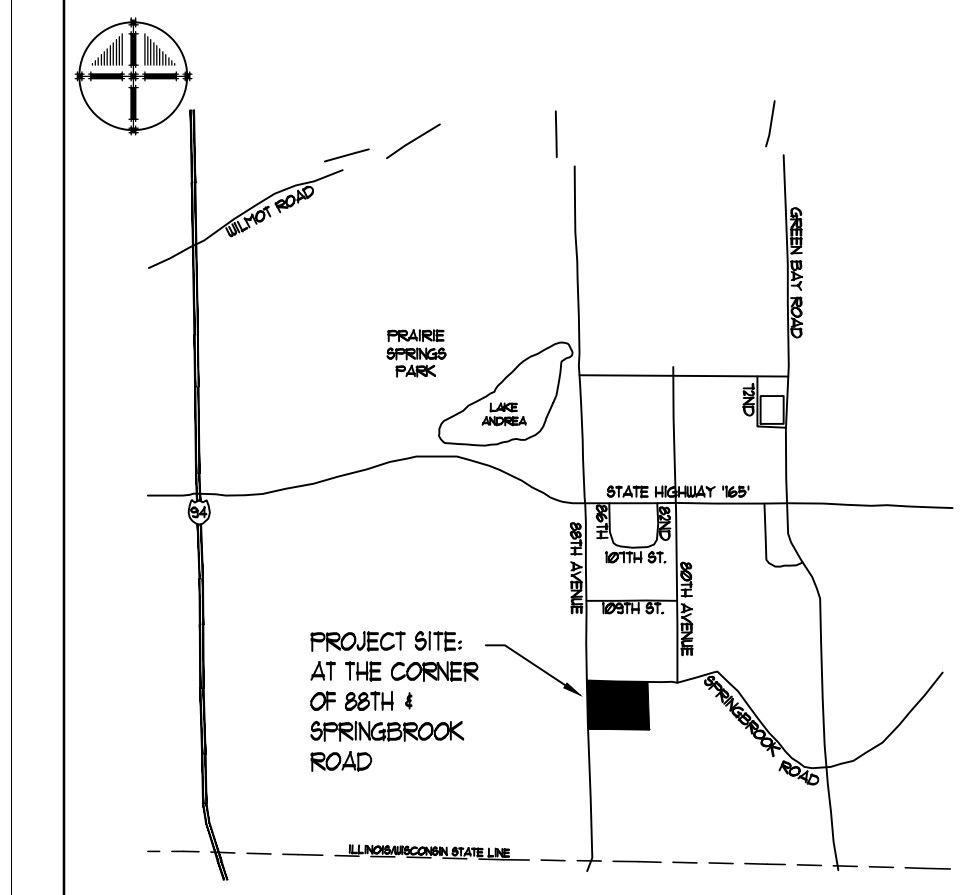 WILMOT ROAD
GREEN BAY ROAD
PRAIRIE
SPRINGS
PARK
LAKE
ANDREA
72ND
STATE HIGHWAY '165'
94
86TH
82ND
88TH AVENUE
107TH ST.
80TH AVENUE
109TH ST.
PROJECT SITE:
AT THE CORNER
OF 88TH &
SPRINGBROOK
ROAD
SPRINGBROOK ROAD
ILLINOIS/WISCONSIN STATE LINE